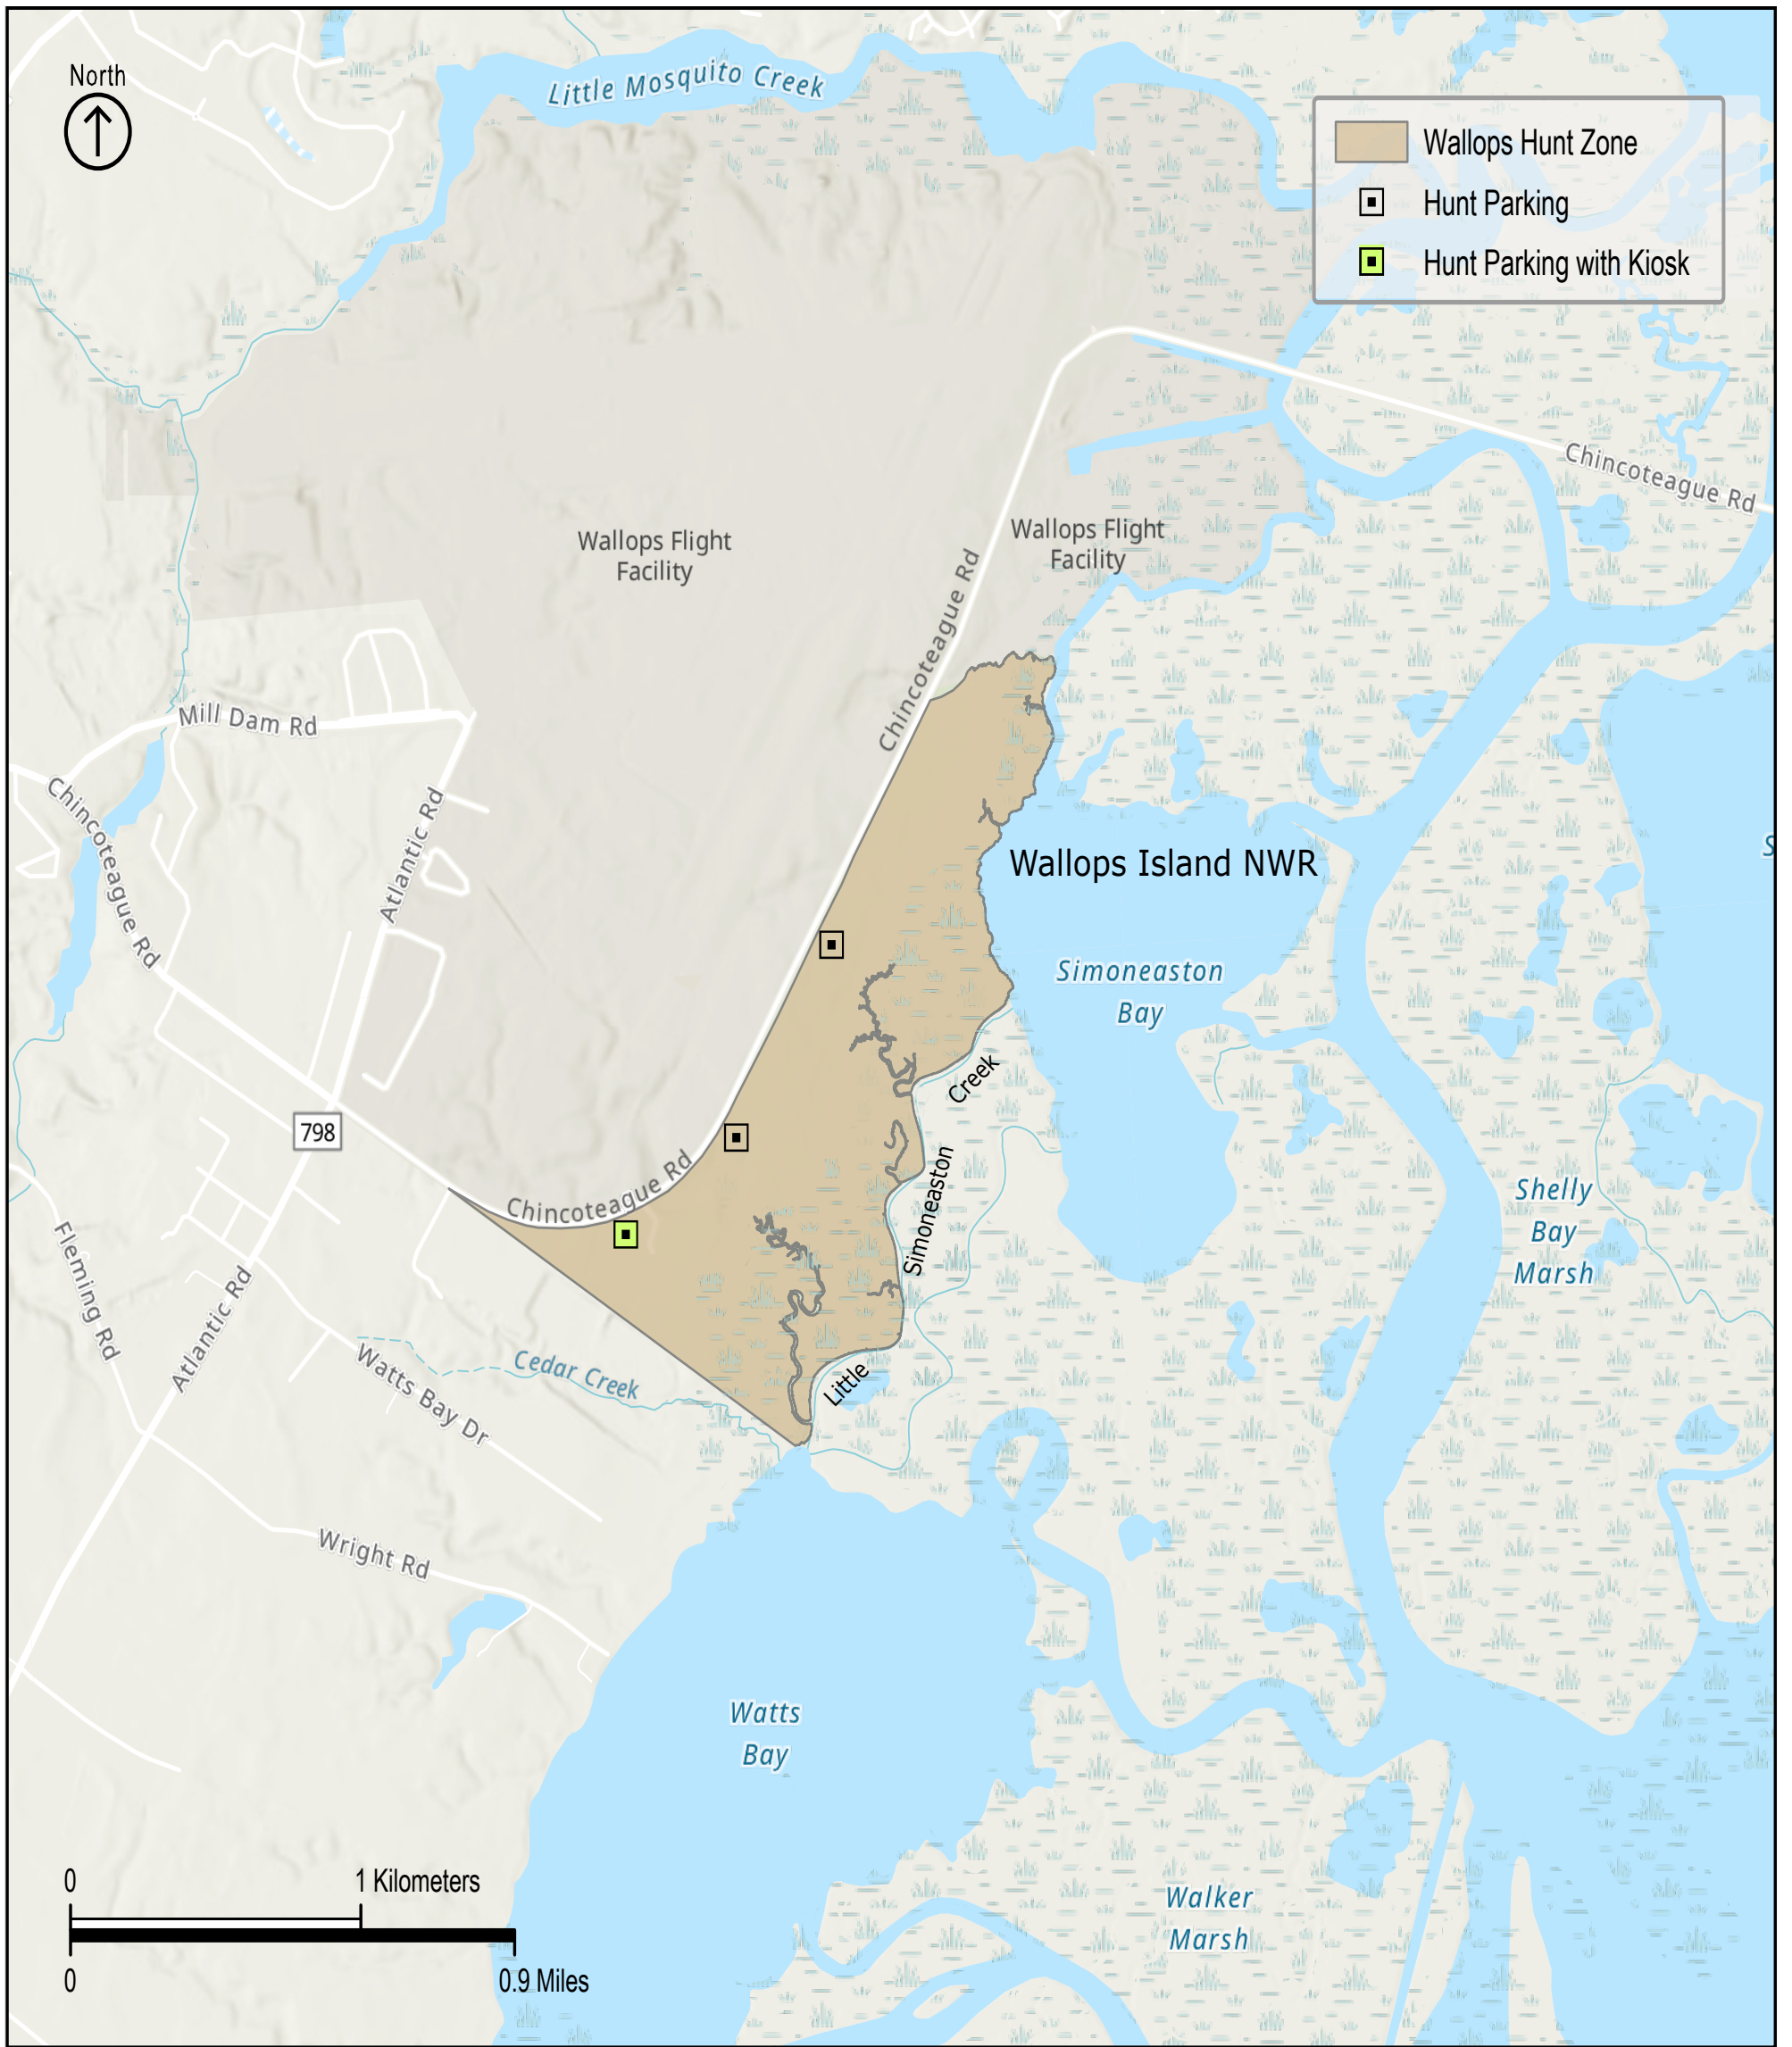 North
Little Mosquito Creek
Wallops Hunt Zone
Hunt Parking
Hunt Parking with Kiosk
Chincoteague Rd
Wallops Flight
Facility
Wallops Flight
Facility
Chincoteague Rd
Mill Dam Rd
Chincoteague Rd
Atlantic Rd
Wallops Island NWR
S
Simoneaston
Bay
Creek
Simoneaston
Little
798
Chincoteague Rd
Shelly
Bay
Marsh
Fleming Rd
Atlantic Rd
Watts Bay Dr
Cedar Creek
Wright Rd
Watts
Bay
Walker
Marsh
0
1 Kilometers
0
0.9 Miles